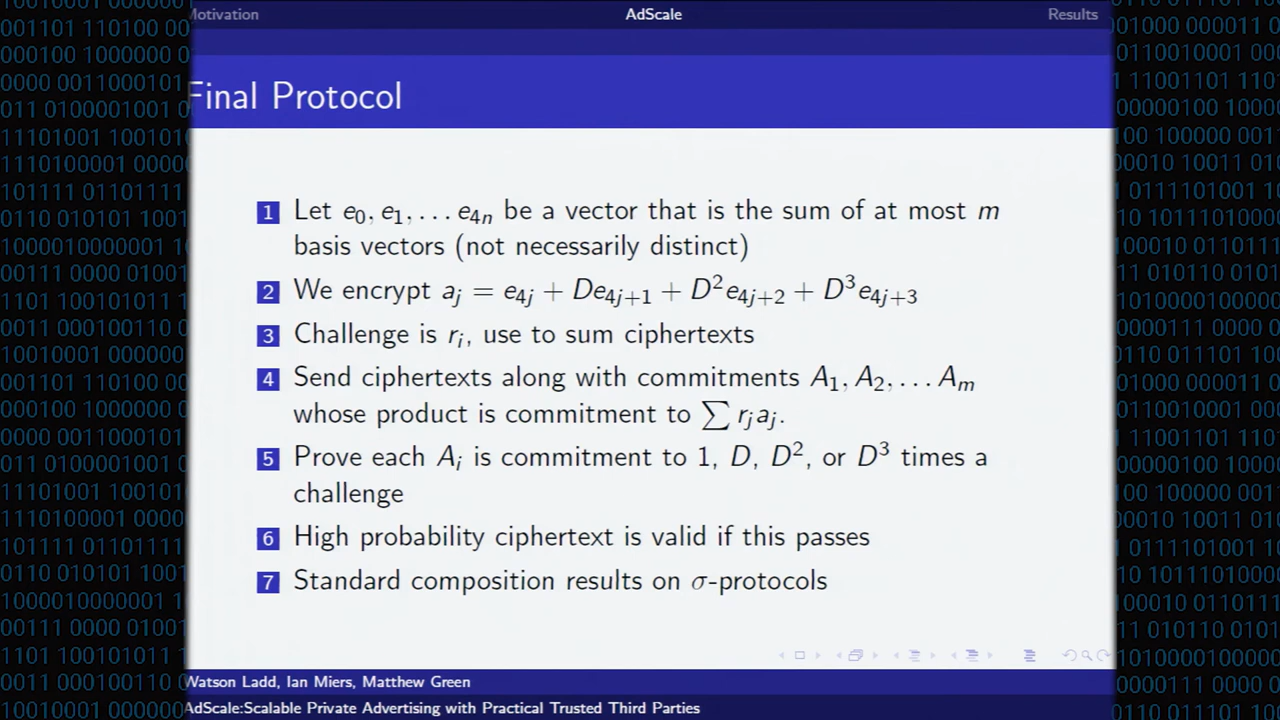 Motivation AdScale Results
Final Protocol
1 Let e₀, e₁, … e₄ₙ be a vector that is the sum of at most m
basis vectors (not necessarily distinct)
2 We encrypt aⱼ = e₄ⱼ + De₄ⱼ₊₁ + D²e₄ⱼ₊₂ + D³e₄ⱼ₊₃
3 Challenge is rᵢ, use to sum ciphertexts
4 Send ciphertexts along with commitments A₁, A₂, … Aₘ
whose product is commitment to ∑ rⱼaⱼ.
5 Prove each Aᵢ is commitment to 1, D, D², or D³ times a
challenge
6 High probability ciphertext is valid if this passes
7 Standard composition results on σ-protocols
Watson Ladd, Ian Miers, Matthew Green
AdScale:Scalable Private Advertising with Practical Trusted Third Parties